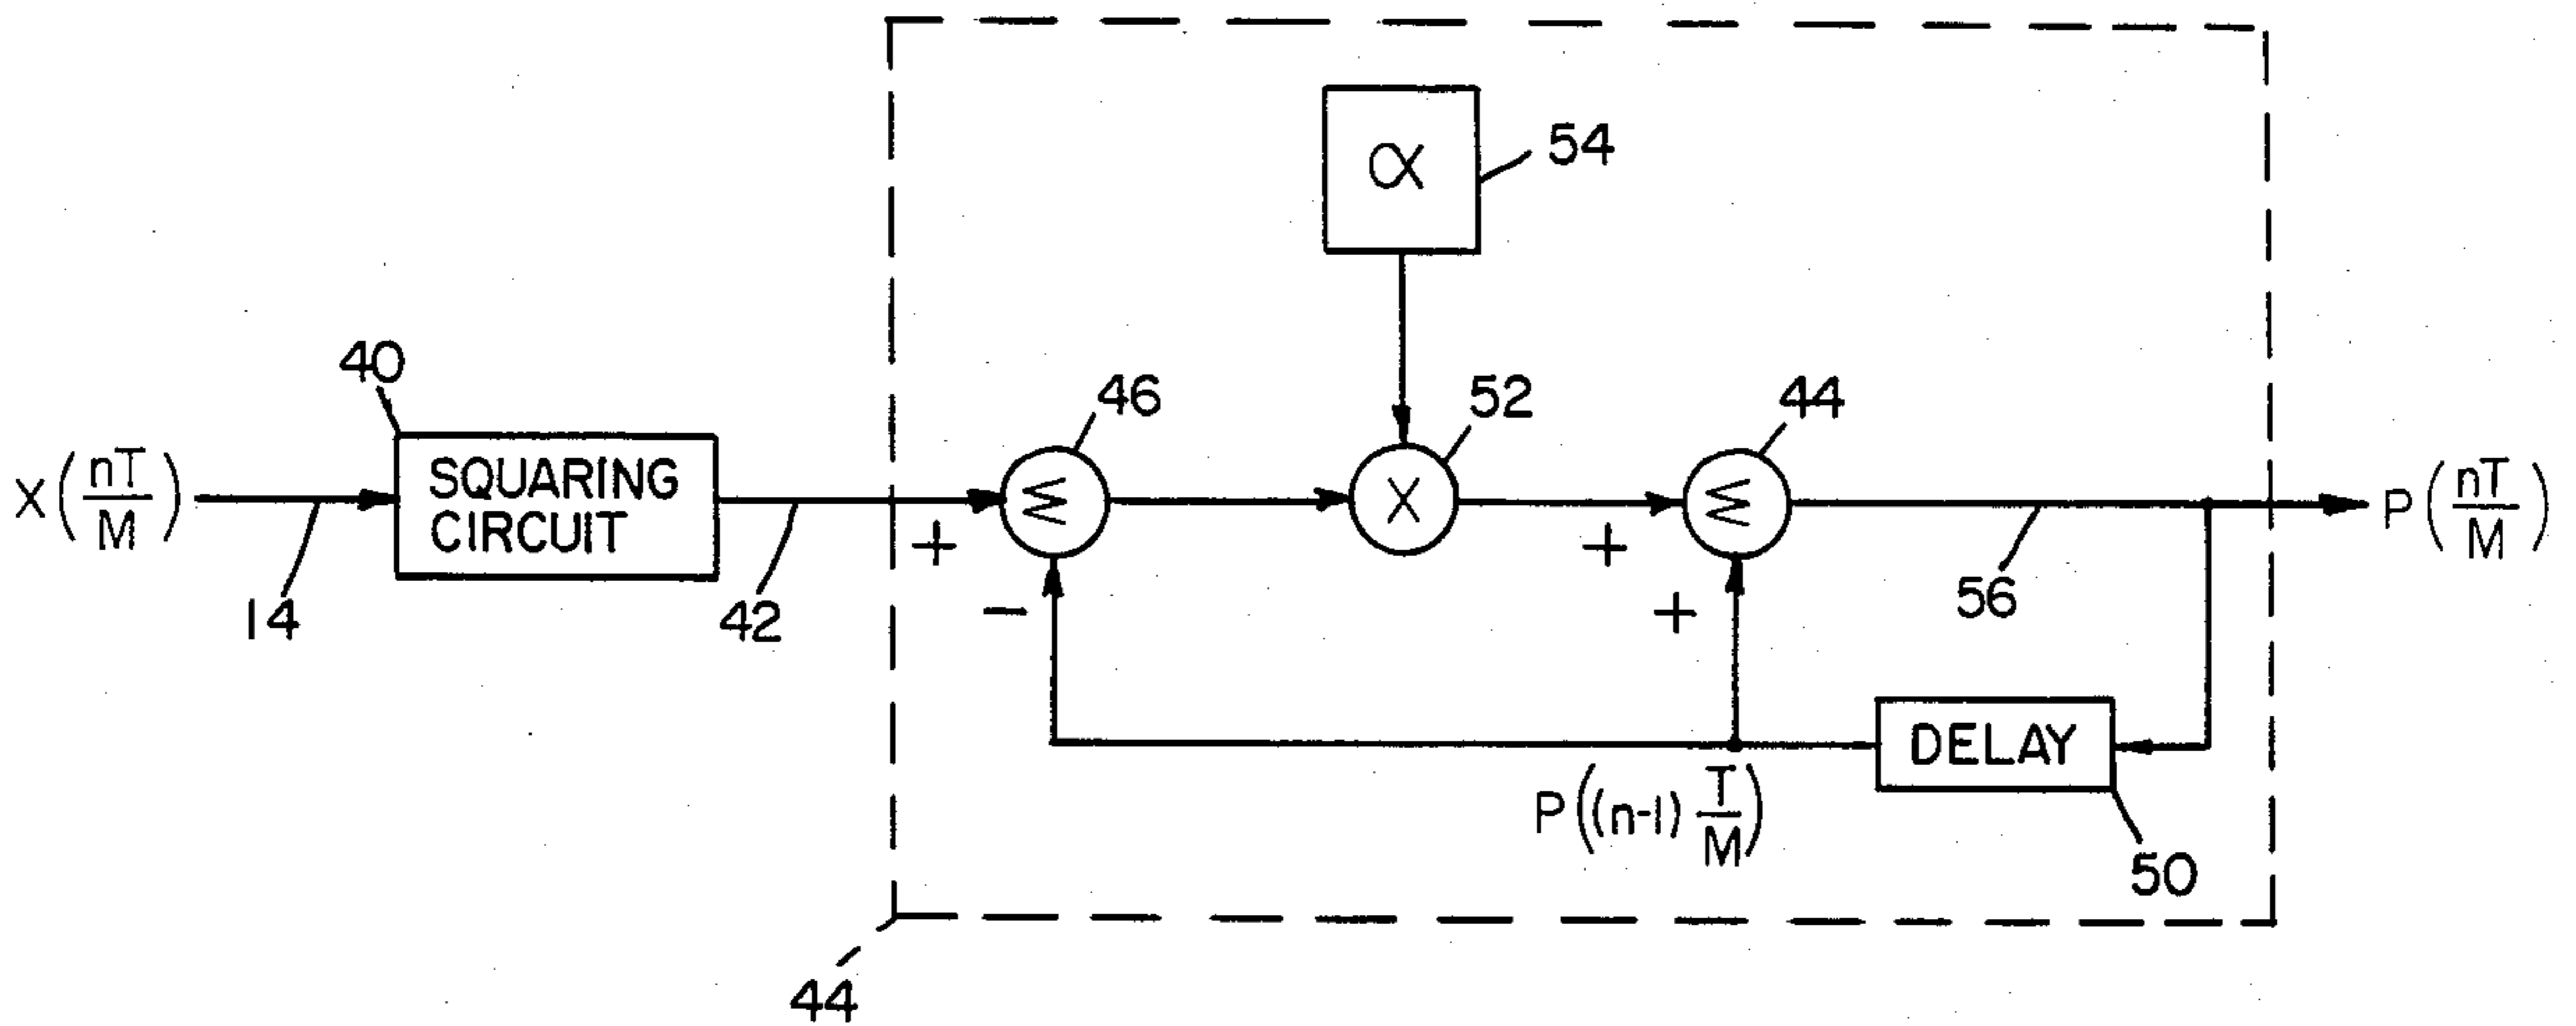 α
54
40
46
52
44
X(nT/M)
SQUARING
CIRCUIT
Σ
X
Σ
P(nT/M)
+
+
14
42
−
+
56
DELAY
P((n-1) T/M)
50
44